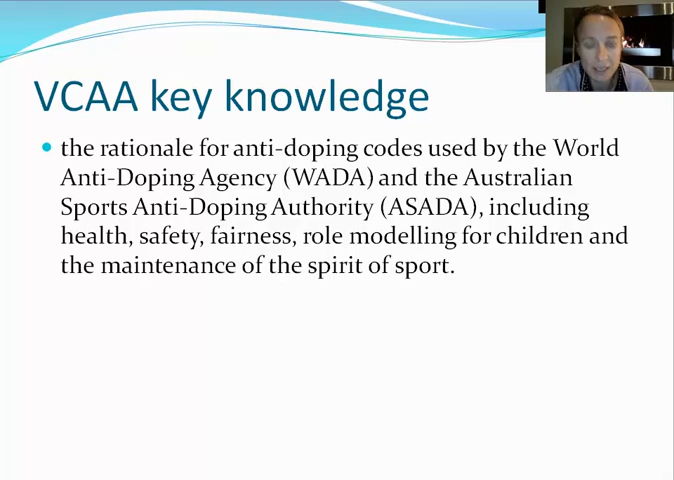 VCAA key knowledge
the rationale for anti-doping codes used by the World
Anti-Doping Agency (WADA) and the Australian
Sports Anti-Doping Authority (ASADA), including
health, safety, fairness, role modelling for children and
the maintenance of the spirit of sport.